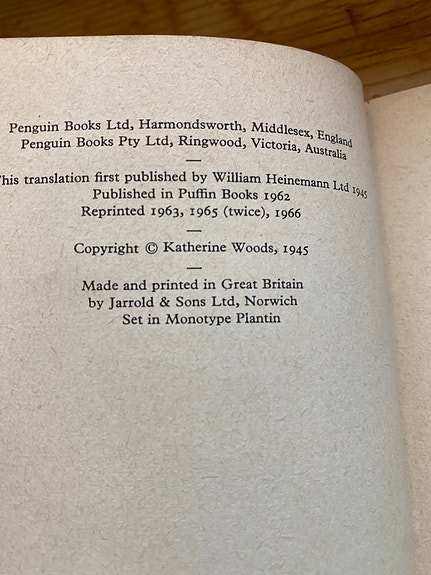 Penguin Books Ltd, Harmondsworth, Middlesex, England
Penguin Books Pty Ltd, Ringwood, Victoria, Australia
This translation first published by William Heinemann Ltd 1945
Published in Puffin Books 1962
Reprinted 1963, 1965 (twice), 1966
Copyright © Katherine Woods, 1945
Made and printed in Great Britain
by Jarrold & Sons Ltd, Norwich
Set in Monotype Plantin